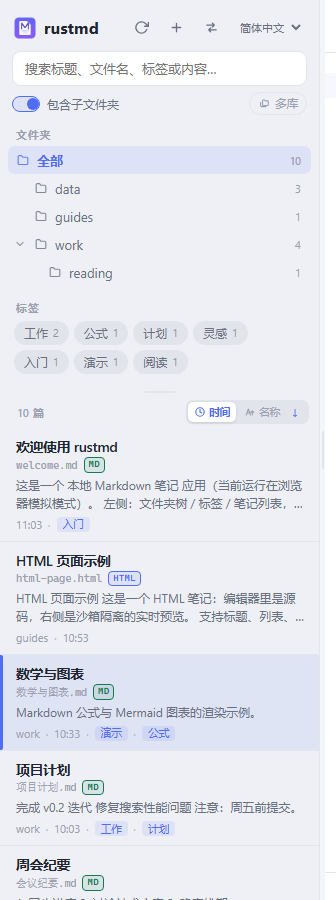 rustmd 简体中文
搜索标题、文件名、标签或内容...
包含子文件夹 多库
文件夹
全部 10
data 3
guides 1
work 4
reading 1
标签
工作 2 公式 1 计划 1 灵感 1
入门 1 演示 1 阅读 1
10 篇 时间 名称 ↓
欢迎使用 rustmd
welcome.md MD
这是一个 本地 Markdown 笔记 应用（当前运行在浏览
器模拟模式）。 左侧：文件夹树 / 标签 / 笔记列表，...
11:03 · 入门
HTML 页面示例
html-page.html HTML
HTML 页面示例 这是一个 HTML 笔记：编辑器里是源
码，右侧是沙箱隔离的实时预览。 支持标题、列表、...
guides · 10:53
数学与图表
数学与图表.md MD
Markdown 公式与 Mermaid 图表的渲染示例。
work · 10:33 · 演示 · 公式
项目计划
项目计划.md MD
完成 v0.2 迭代 修复搜索性能问题 注意：周五前提交。
work · 10:03 · 工作 · 计划
周会纪要
会议纪要.md MD